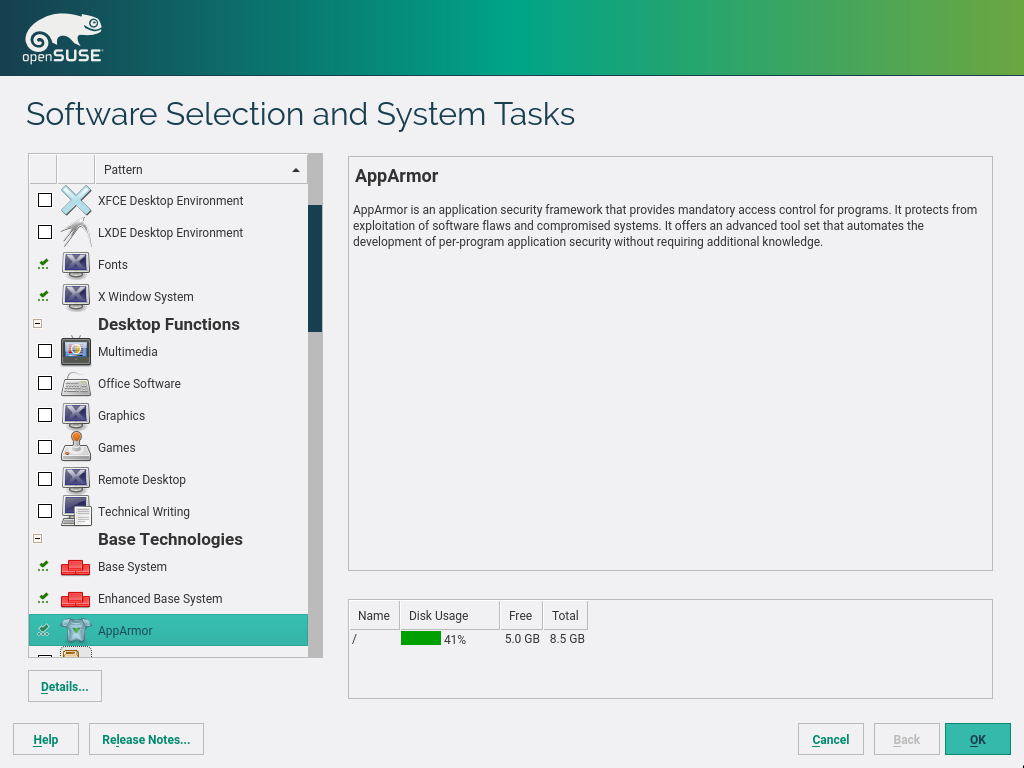 openSUSE
Software Selection and System Tasks
Pattern
XFCE Desktop Environment
LXDE Desktop Environment
Fonts
X Window System
Desktop Functions
Multimedia
Office Software
Graphics
Games
Remote Desktop
Technical Writing
Base Technologies
Base System
Enhanced Base System
AppArmor
Details...
AppArmor
AppArmor is an application security framework that provides mandatory access control for programs. It protects from
exploitation of software flaws and compromised systems. It offers an advanced tool set that automates the
development of per-program application security without requiring additional knowledge.
Name Disk Usage Free Total
/ 41% 5.0 GB 8.5 GB
Help Release Notes... Cancel Back OK